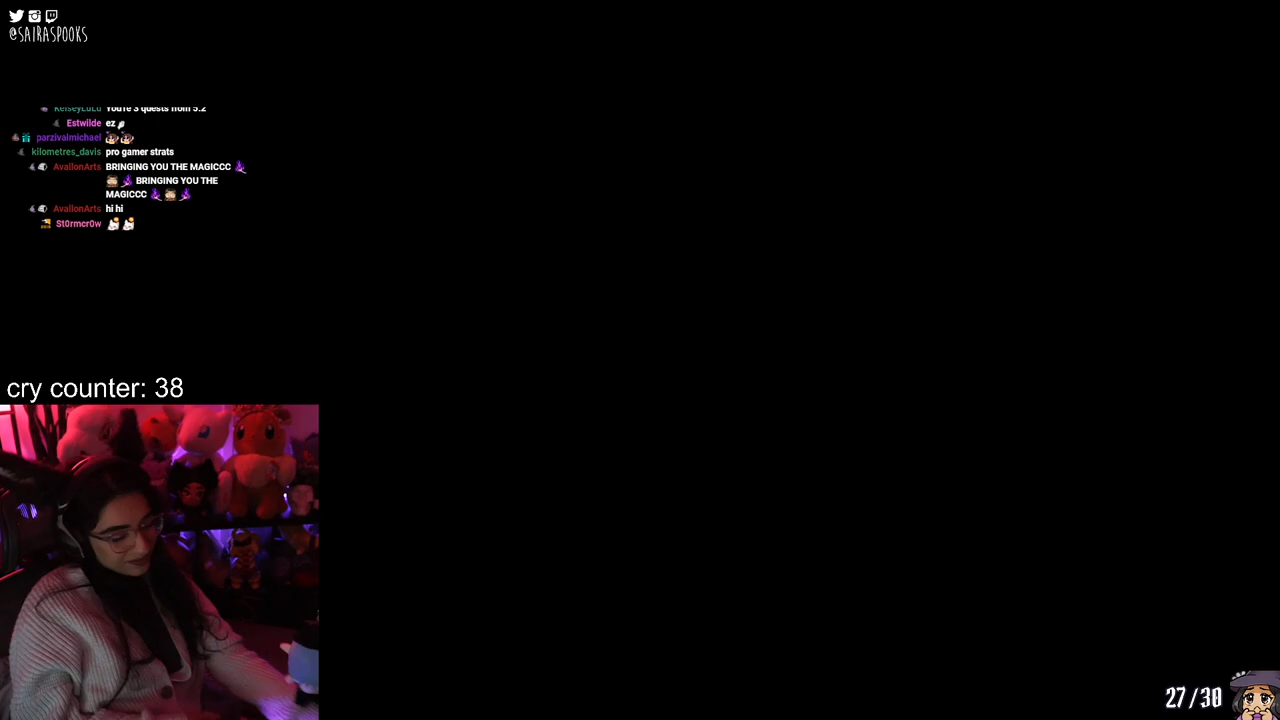 @SAIRASPOOKS
KelseyLuLu You're 3 quests from 5.2
Estwilde ez
parzivalmichael
kilometres_davis pro gamer strats
AvallonArts BRINGING YOU THE MAGICCC
BRINGING YOU THE
MAGICCC
AvallonArts hi hi
St0rmcr0w
cry counter: 38
27/30